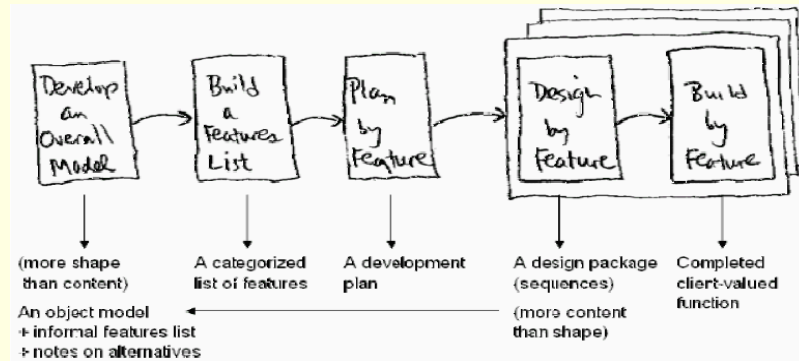 Develop
an
Overall
Model
Build
a
Features
List
Plan
by
Feature
Design
by
Feature
Build
by
Feature
(more shape
than content)
An object model
+ informal features list
+ notes on alternatives
A categorized
list of features
A development
plan
A design package
(sequences)
(more content
than shape)
Completed
client-valued
function